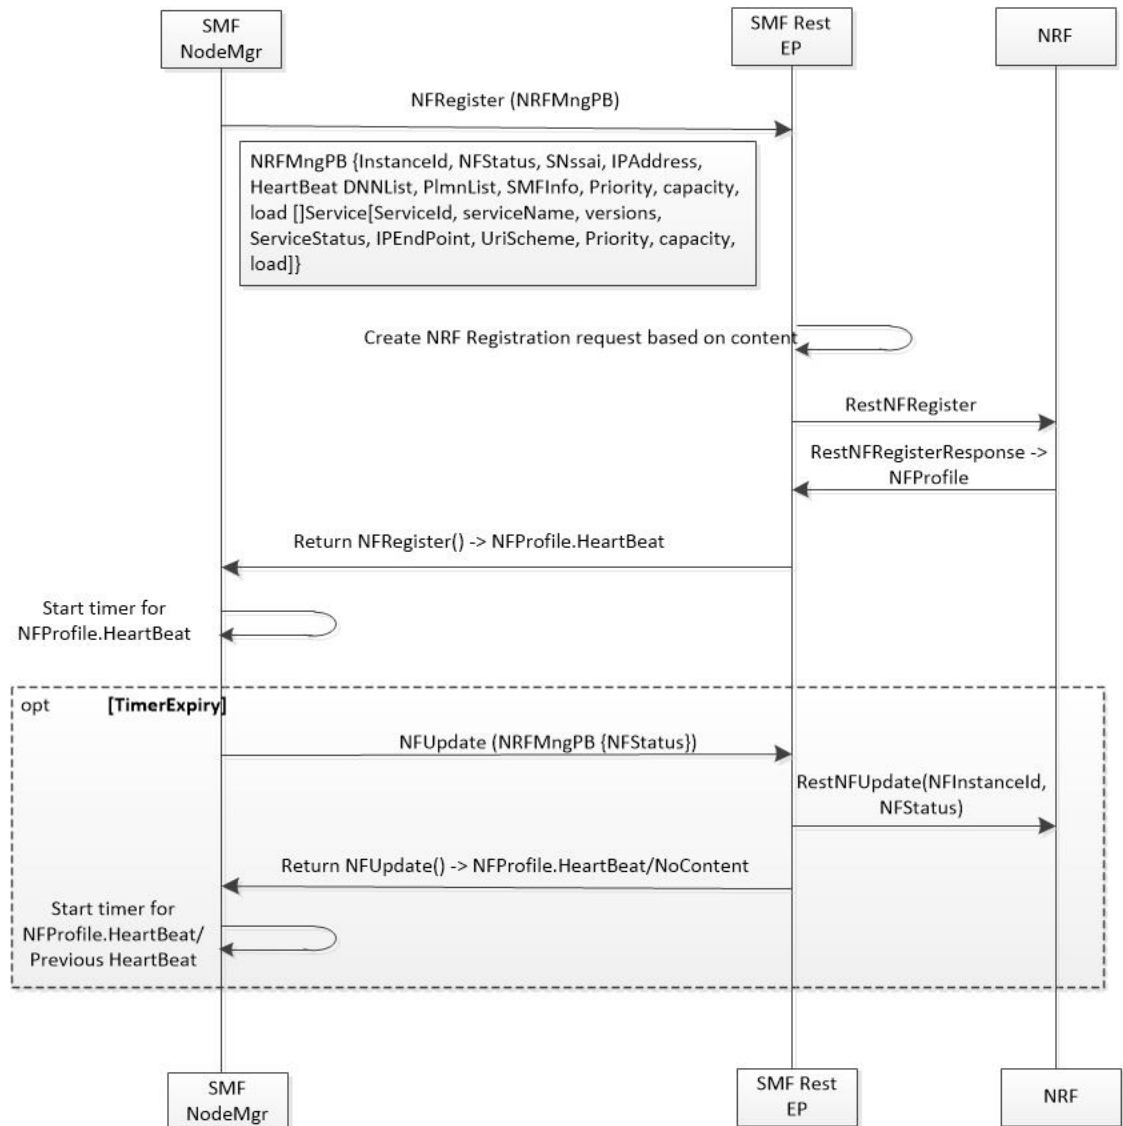 SMF
NodeMgr
SMF Rest
EP
NRF
NFRegister (NRFMngPB)
NRFMngPB {InstanceId, NFStatus, SNssai, IPAddress,
HeartBeat DNNList, PlmnList, SMFInfo, Priority, capacity,
load []Service[ServiceId, serviceName, versions,
ServiceStatus, IPEndPoint, UriScheme, Priority, capacity,
load]}
Create NRF Registration request based on content
RestNFRegister
RestNFRegisterResponse ->
NFProfile
Return NFRegister() -> NFProfile.HeartBeat
Start timer for
NFProfile.HeartBeat
opt [TimerExpiry]
NFUpdate (NRFMngPB {NFStatus})
RestNFUpdate(NFInstanceId,
NFStatus)
Return NFUpdate() -> NFProfile.HeartBeat/NoContent
Start timer for
NFProfile.HeartBeat/
Previous HeartBeat
SMF
NodeMgr
SMF Rest
EP
NRF